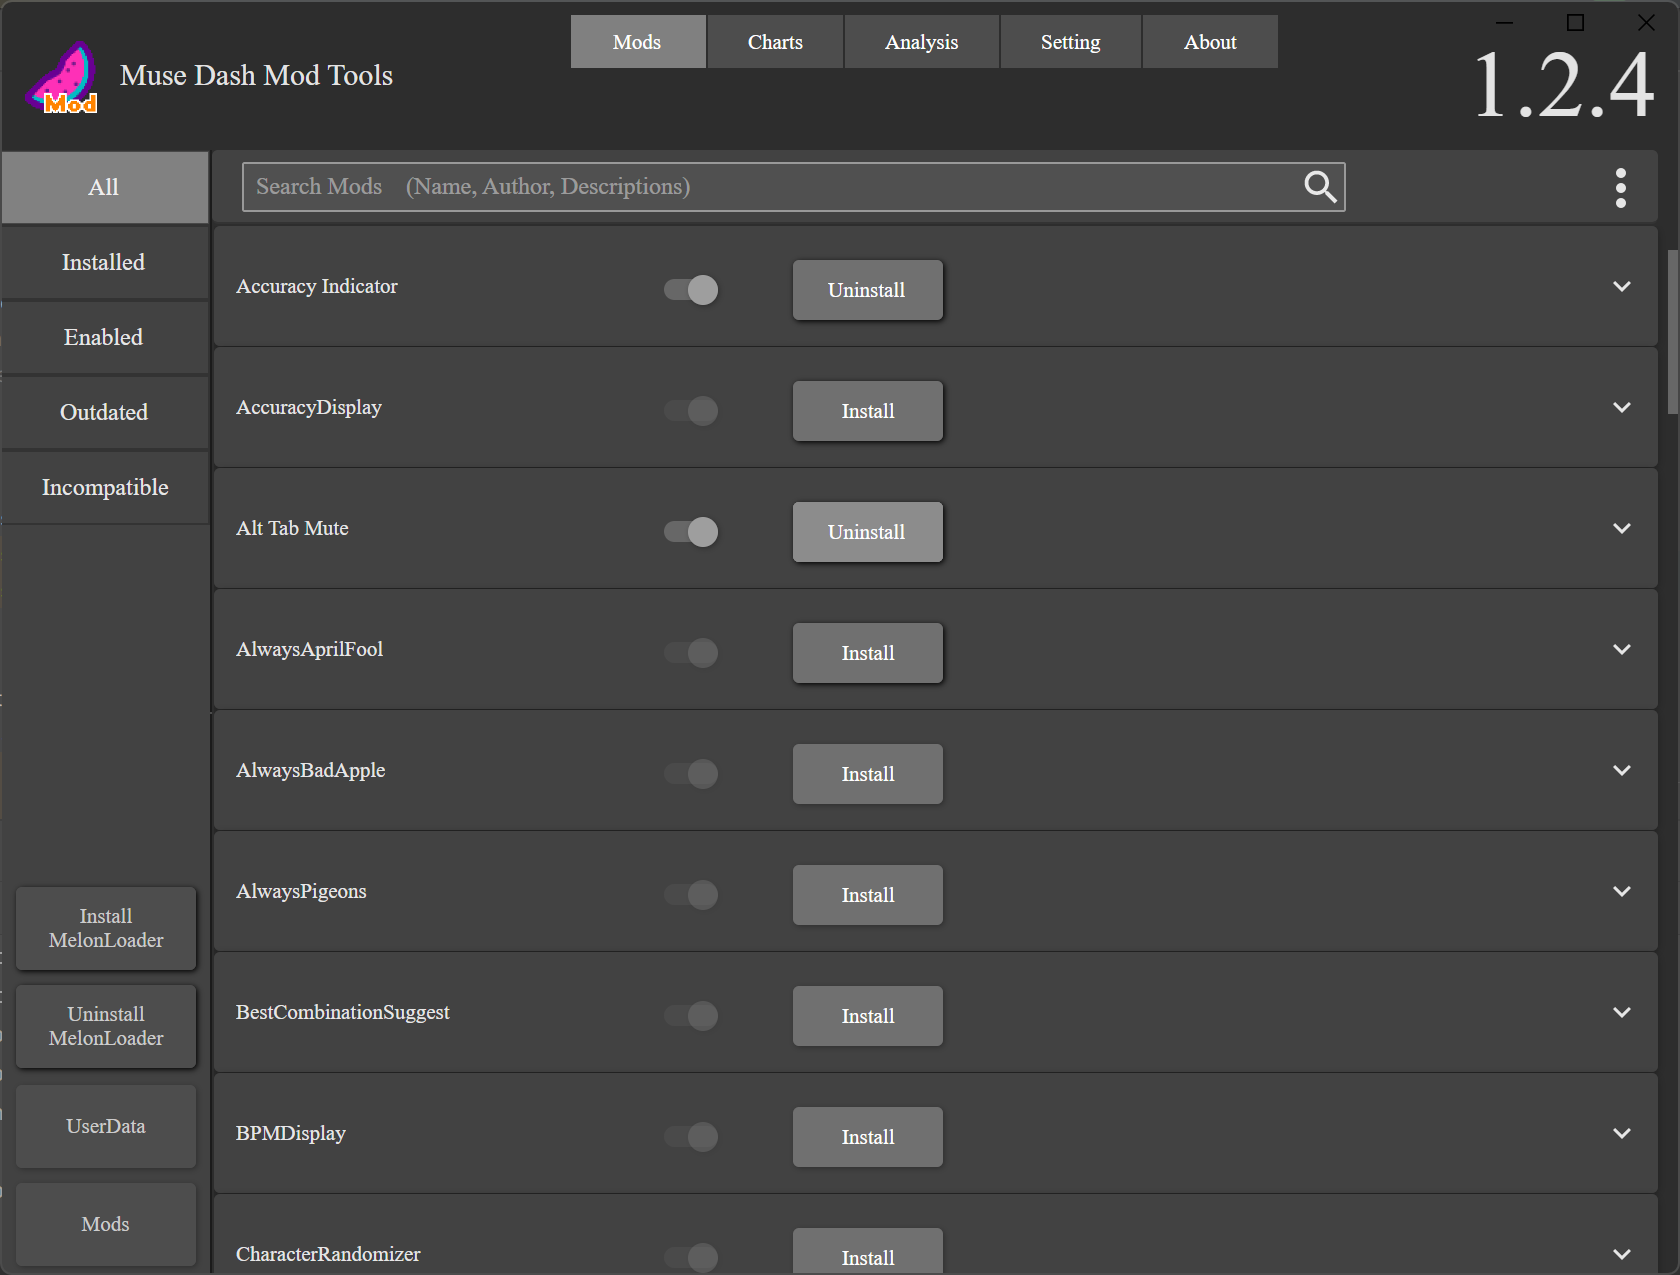 Mod
Muse Dash Mod Tools
Mods
Charts
Analysis
Setting
About
1.2.4
All
Installed
Enabled
Outdated
Incompatible
Install
MelonLoader
Uninstall
MelonLoader
UserData
Mods
Search Mods (Name, Author, Descriptions)
Accuracy Indicator
Uninstall
AccuracyDisplay
Install
Alt Tab Mute
Uninstall
AlwaysAprilFool
Install
AlwaysBadApple
Install
AlwaysPigeons
Install
BestCombinationSuggest
Install
BPMDisplay
Install
CharacterRandomizer
Install